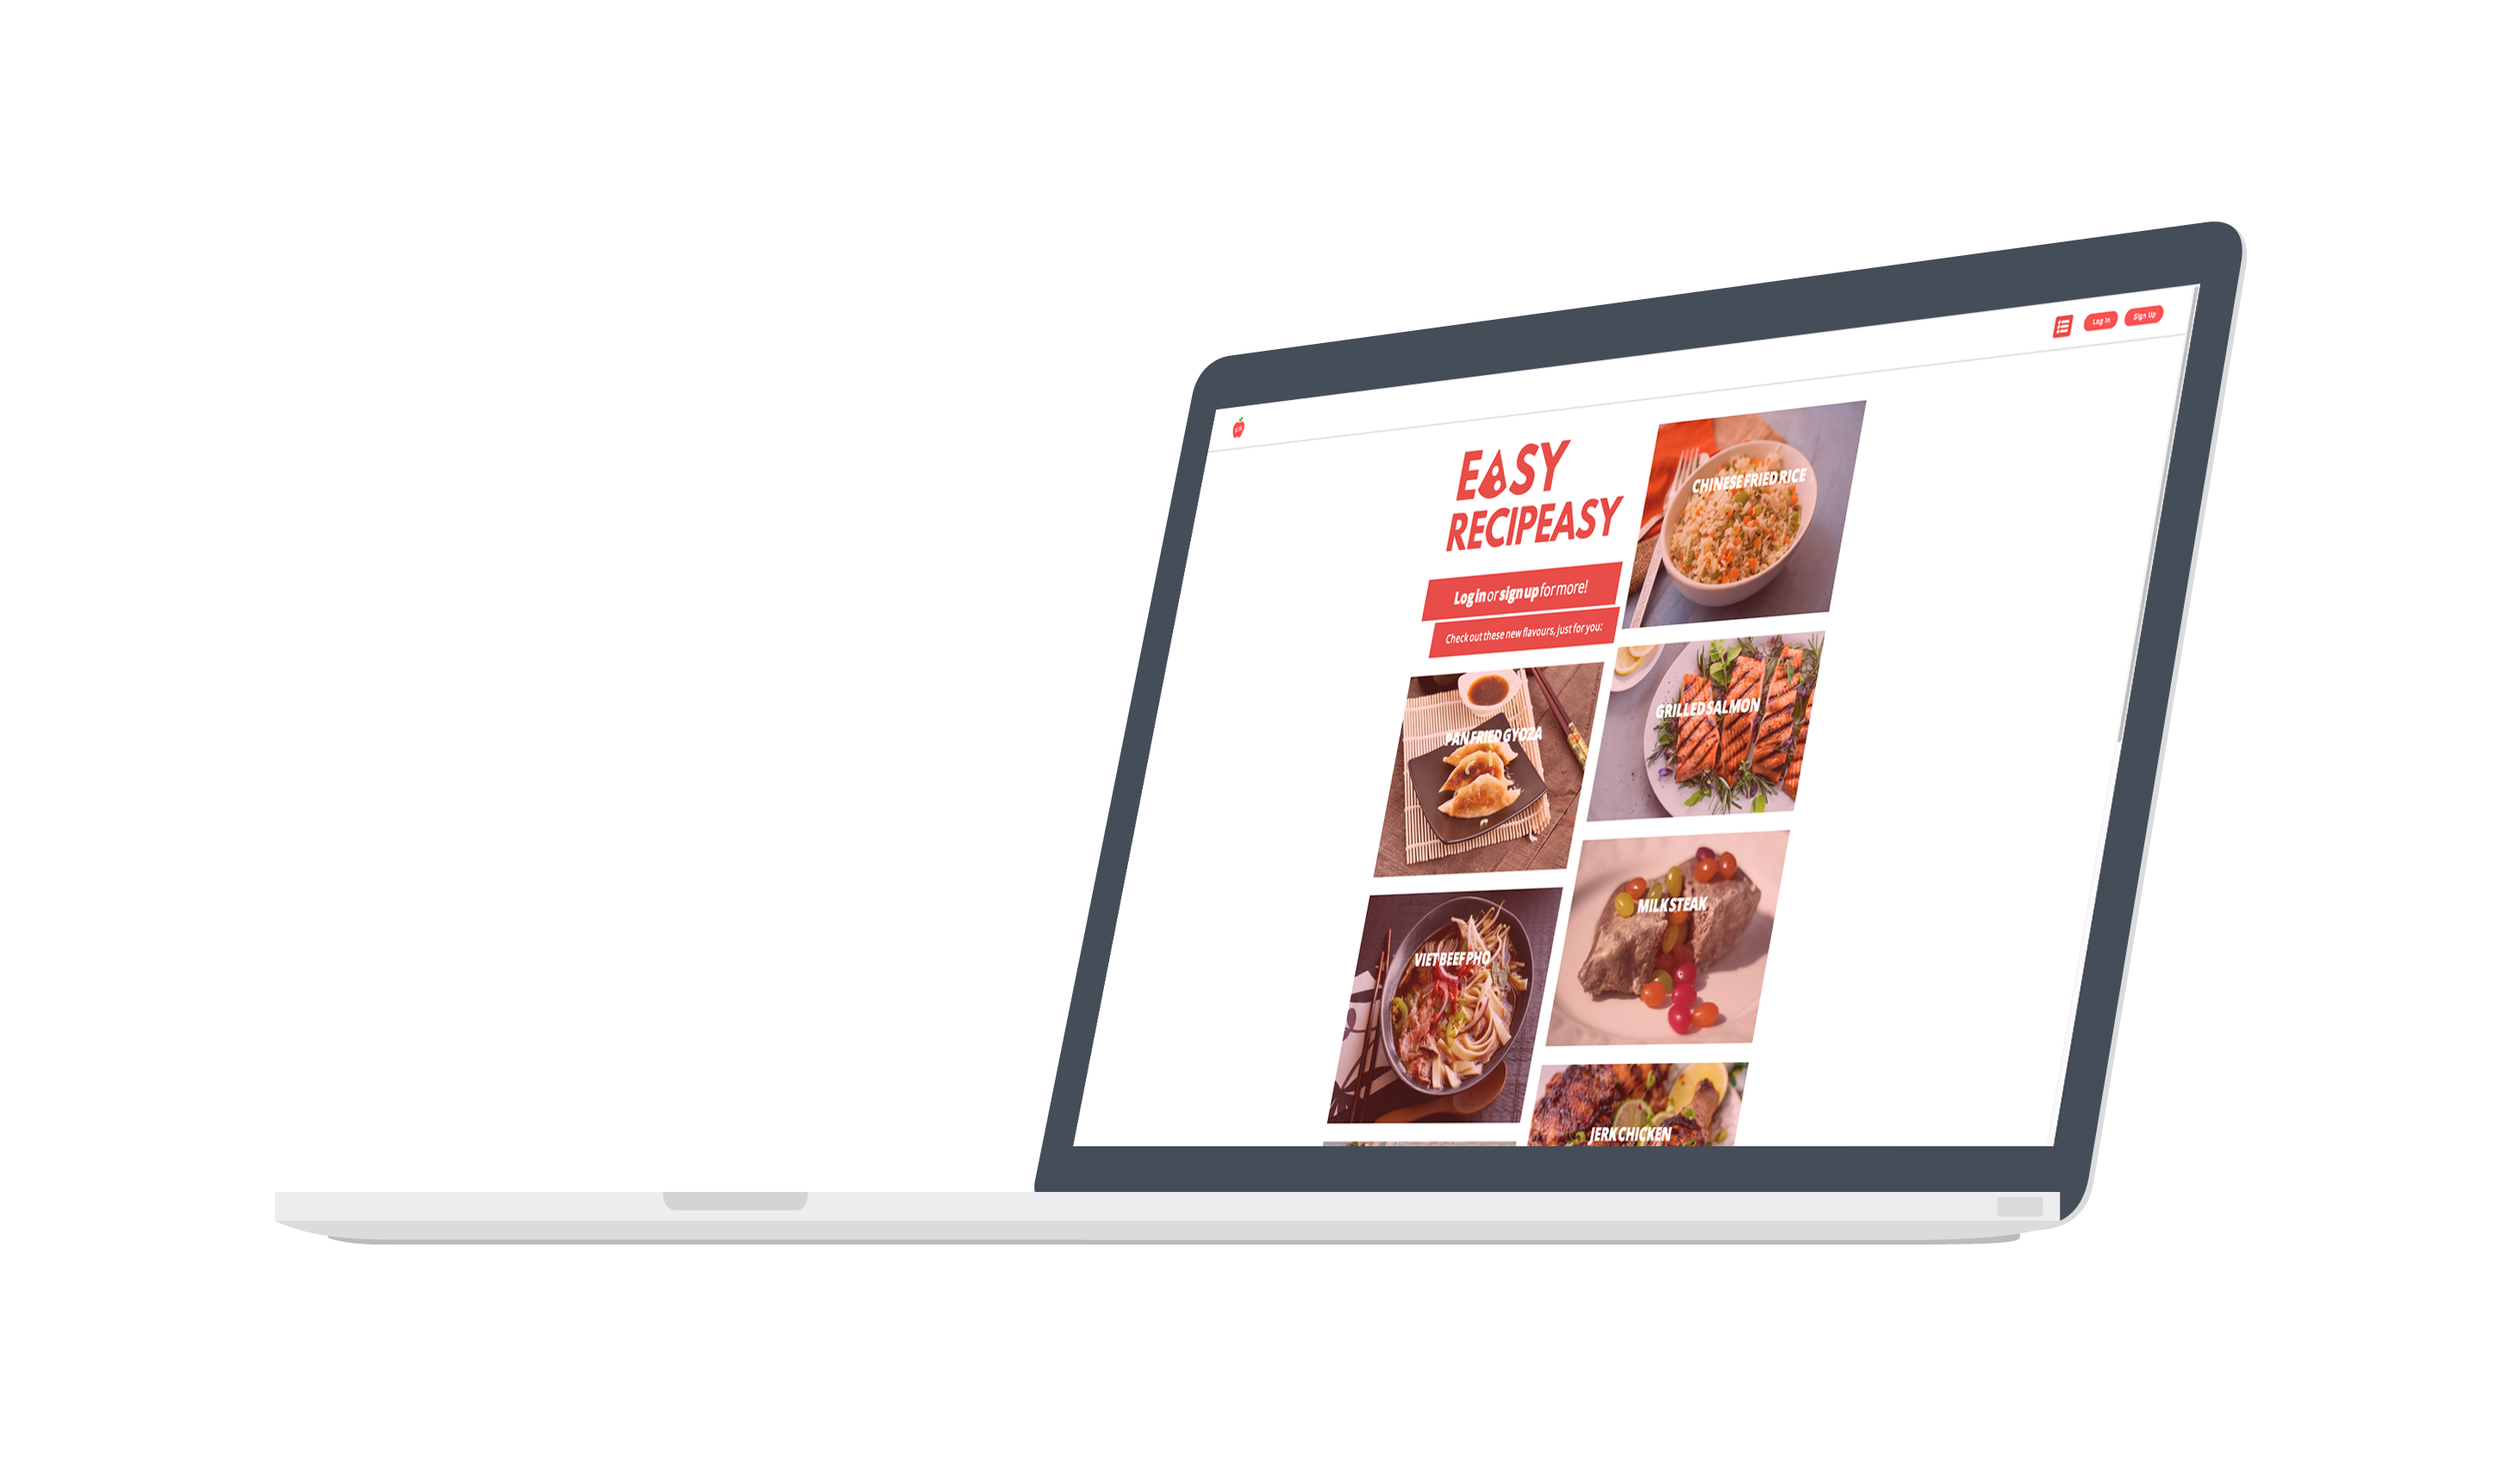 Log In
Sign Up
EASY
RECIPEASY
Log in or sign up for more!
Check out these new flavours, just for you:
CHINESE FRIED RICE
PAN FRIED GYOZA
GRILLED SALMON
VIET BEEF PHO
MILK STEAK
JERK CHICKEN